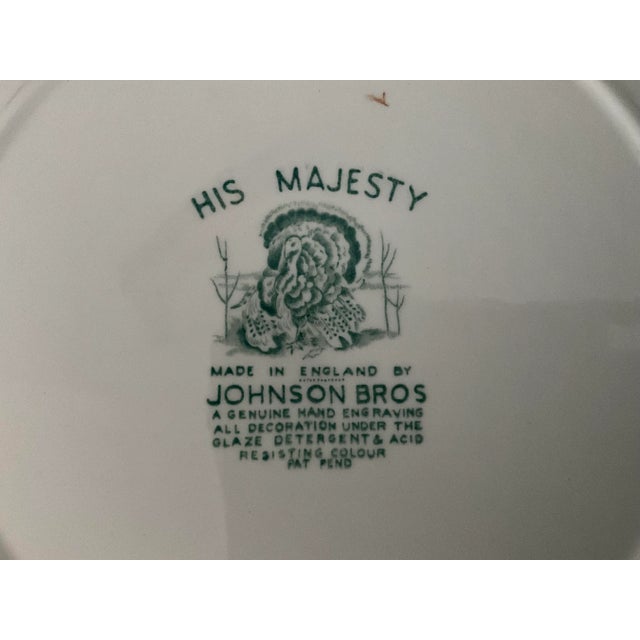 HIS MAJESTY
MADE IN ENGLAND BY
JOHNSON BROS
A GENUINE HAND ENGRAVING
ALL DECORATION UNDER THE
GLAZE DETERGENT & ACID
RESISTING COLOUR
PAT PEND